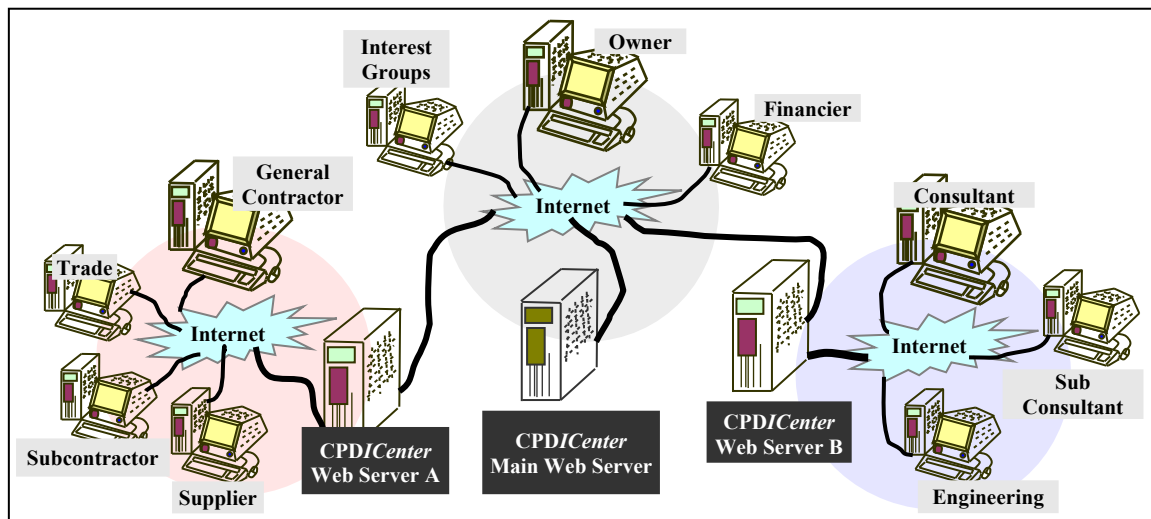 Interest
Groups
Owner
Financier
General
Contractor
Consultant
Trade
Internet
Internet
Internet
Sub
Consultant
Subcontractor
Supplier
CPDICenter
Web Server A
CPDICenter
Main Web Server
CPDICenter
Web Server B
Engineering